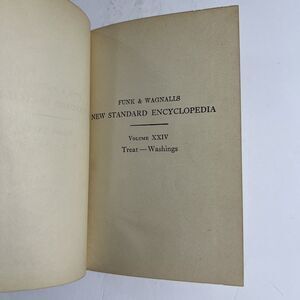 FUNK & WAGNALLS
NEW STANDARD ENCYCLOPEDIA
VOLUME XXIV
Treat — Washings